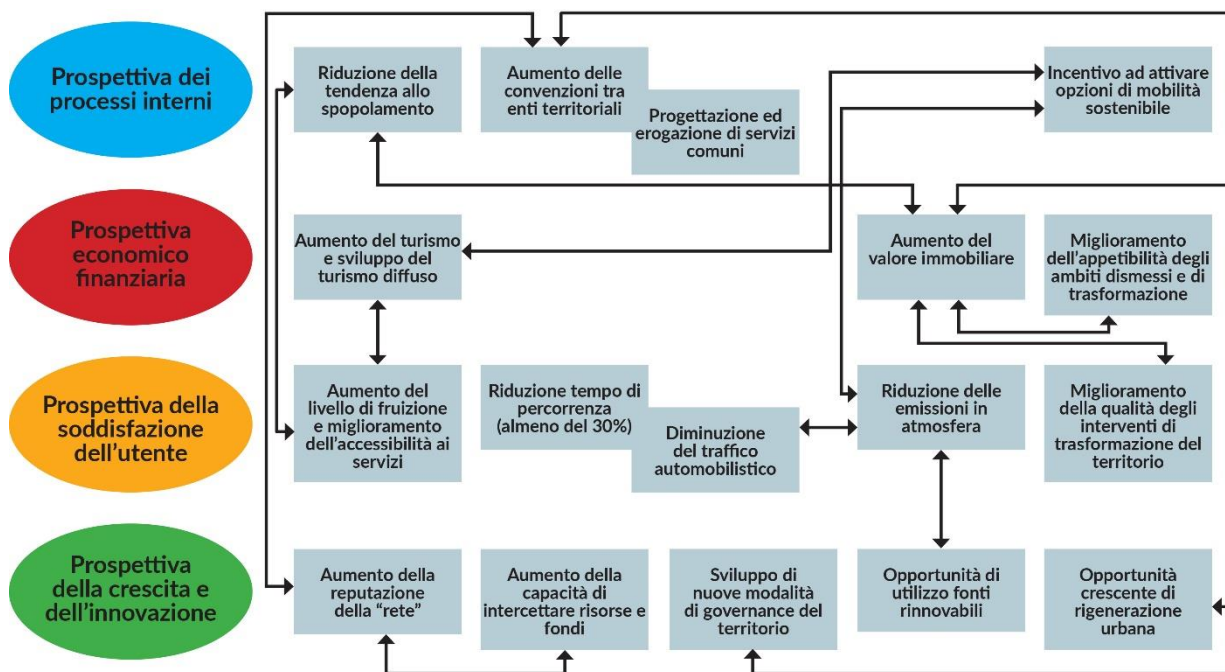 Prospettiva dei
processi interni
Riduzione della
tendenza allo
spopolamento
Aumento delle
convenzioni tra
enti territoriali
Progettazione ed
erogazione di servizi
comuni
Incentivo ad attivare
opzioni di mobilità
sostenibile
Prospettiva
economico
finanziaria
Aumento del turismo
e sviluppo del
turismo diffuso
Aumento del
valore immobiliare
Miglioramento
dell'appetibilità degli
ambiti dismessi e di
trasformazione
Prospettiva della
soddisfazione
dell'utente
Aumento del
livello di fruizione
e miglioramento
dell'accessibilità ai
servizi
Riduzione tempo di
percorrenza
(almeno del 30%)
Diminuzione
del traffico
automobilistico
Riduzione delle
emissioni in
atmosfera
Miglioramento
della qualità degli
interventi di
trasformazione del
territorio
Prospettiva
della crescita e
dell'innovazione
Aumento della
reputazione
della "rete"
Aumento della
capacità di
intercettare risorse e
fondi
Sviluppo di
nuove modalità
di governance del
territorio
Opportunità di
utilizzo fonti
rinnovabili
Opportunità
crescente di
rigenerazione
urbana